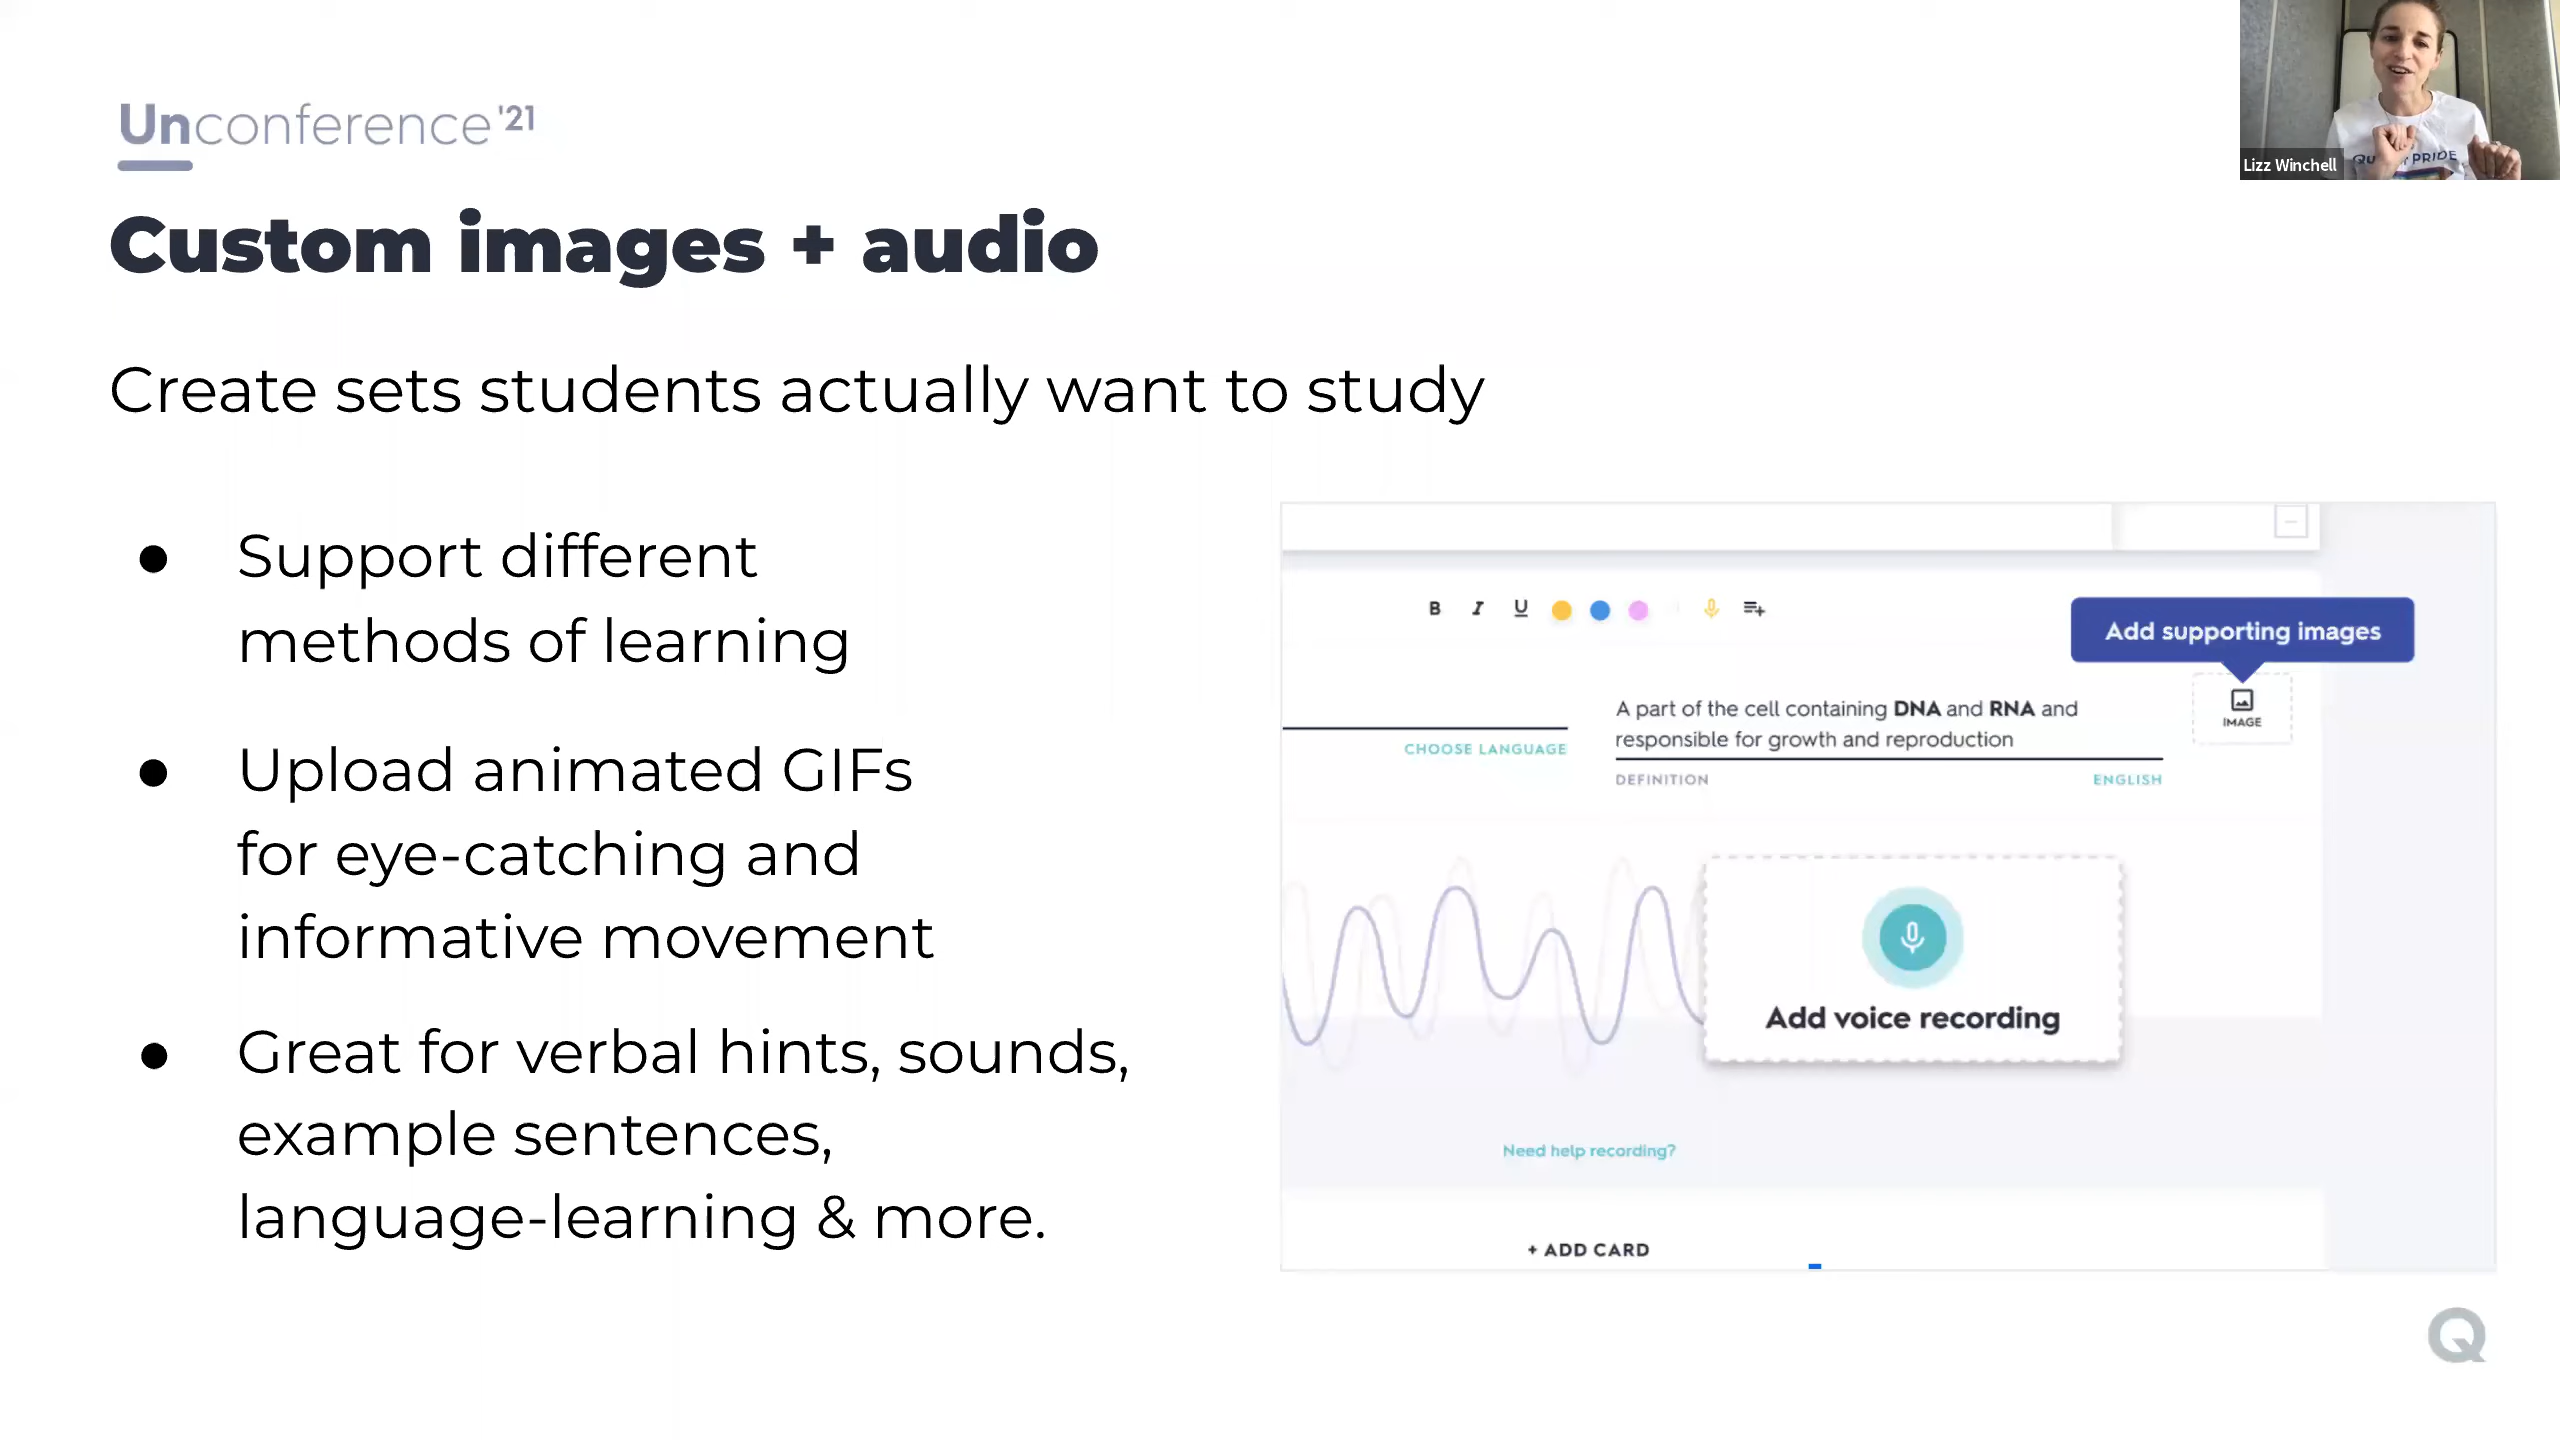 Unconference '21
Lizz Winchell
PRIDE
Custom images + audio
Create sets students actually want to study
● Support different
methods of learning
● Upload animated GIFs
for eye-catching and
informative movement
● Great for verbal hints, sounds,
example sentences,
language-learning & more.
B I U
Add supporting images
A part of the cell containing DNA and RNA and
responsible for growth and reproduction
IMAGE
CHOOSE LANGUAGE
DEFINITION
ENGLISH
Add voice recording
Need help recording?
+ ADD CARD
Q